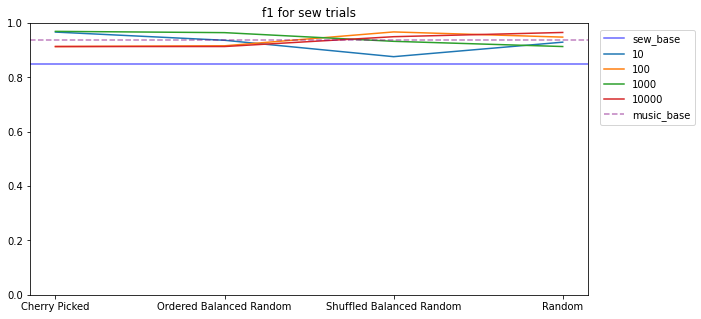 f1 for sew trials
1.0
0.8
0.6
0.4
0.2
0.0
Cherry Picked
Ordered Balanced Random
Shuffled Balanced Random
Random
sew_base
10
100
1000
10000
music_base